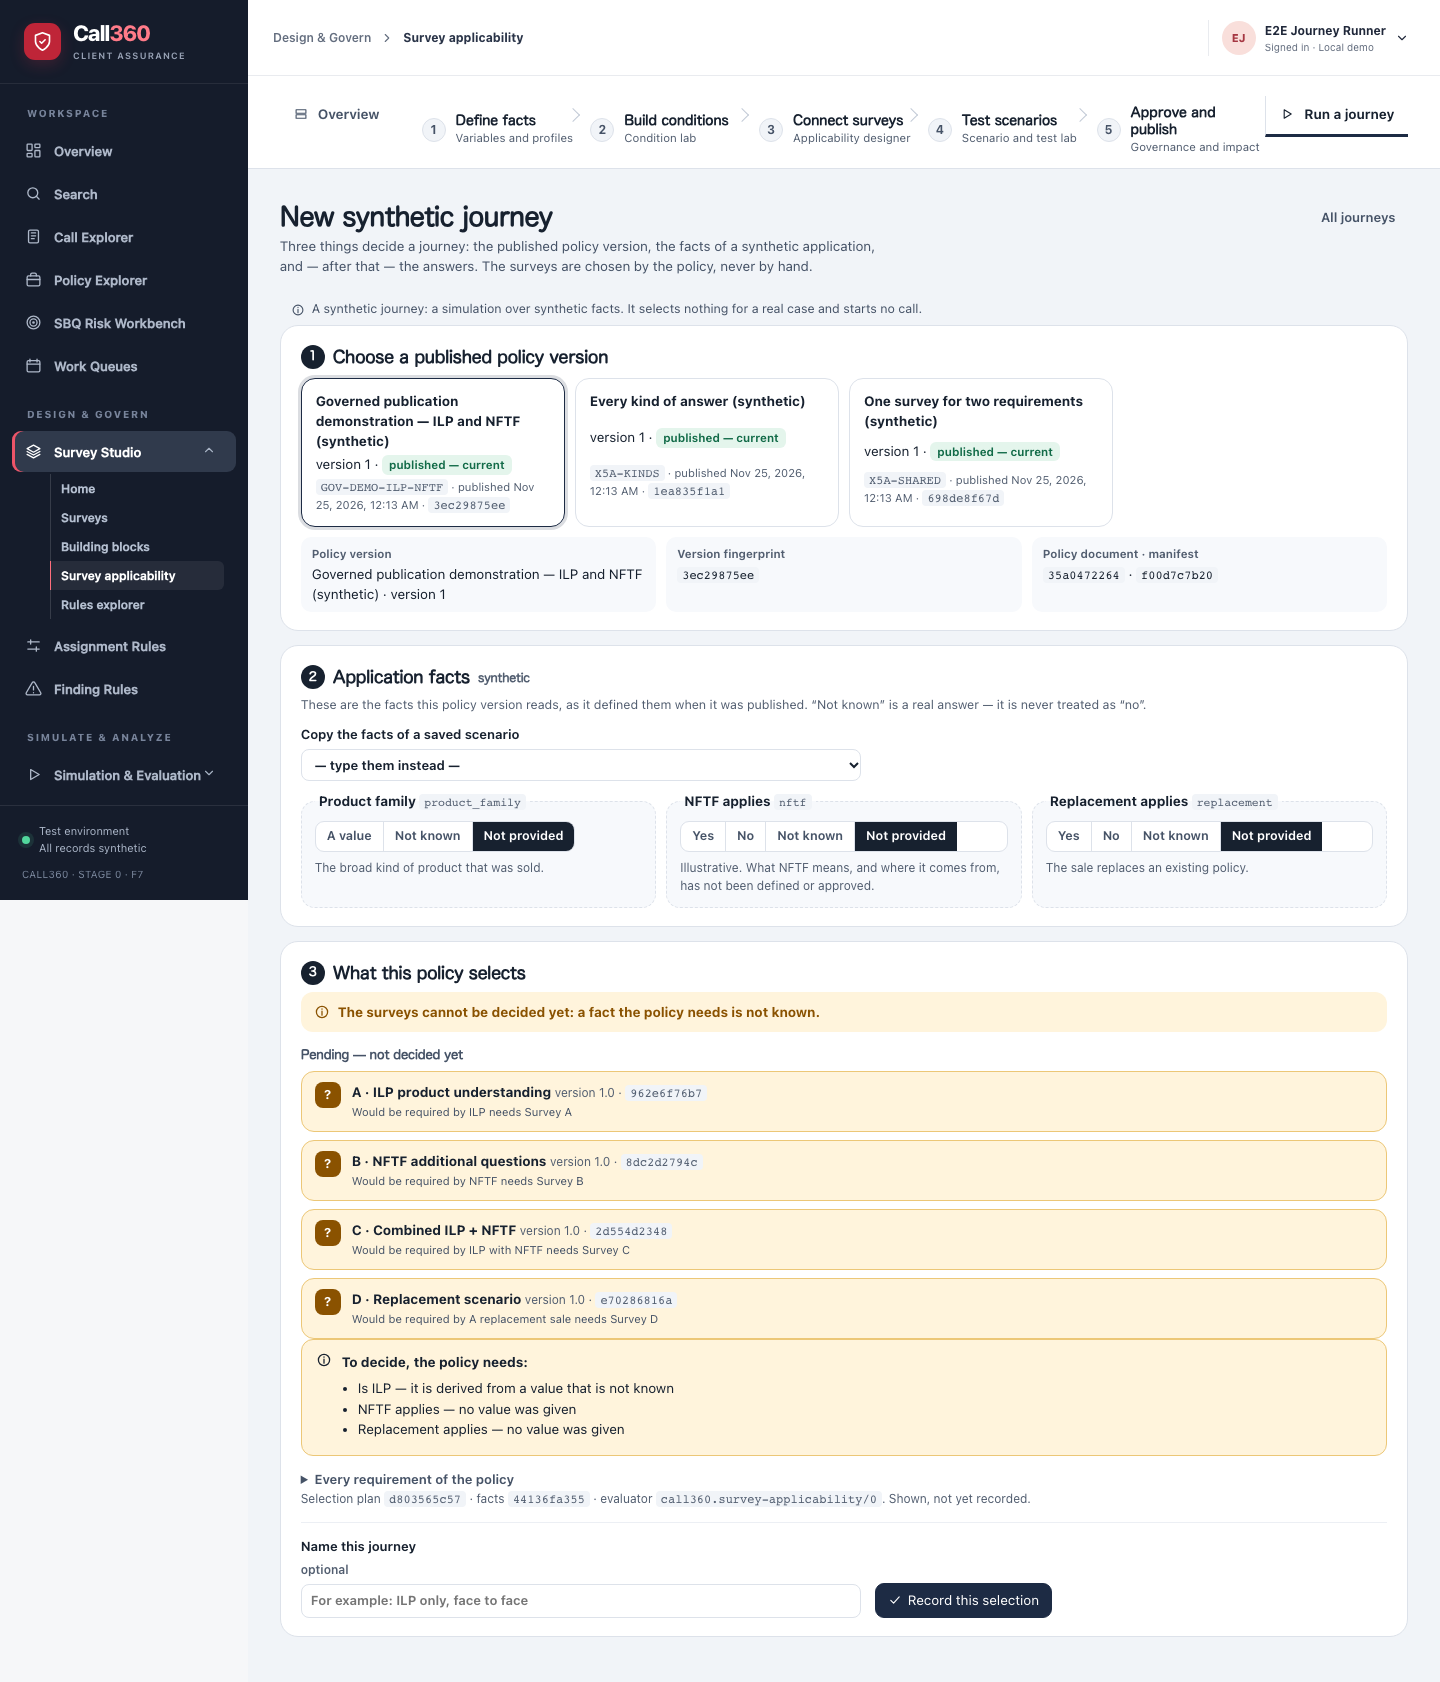 Call360
CLIENT ASSURANCE
WORKSPACE
Overview
Search
Call Explorer
Policy Explorer
SBQ Risk Workbench
Work Queues
DESIGN & GOVERN
Survey Studio
Home
Surveys
Building blocks
Survey applicability
Rules explorer
Assignment Rules
Finding Rules
SIMULATE & ANALYZE
Simulation & Evaluation
Test environment
All records synthetic
CALL360 · STAGE 0 · F7
Design & Govern > Survey applicability
EJ
E2E Journey Runner
Signed in · Local demo
Overview
1 Define facts
Variables and profiles
2 Build conditions
Condition lab
3 Connect surveys
Applicability designer
4 Test scenarios
Scenario and test lab
5 Approve and
publish
Governance and impact
Run a journey
New synthetic journey
All journeys
Three things decide a journey: the published policy version, the facts of a synthetic application,
and — after that — the answers. The surveys are chosen by the policy, never by hand.
A synthetic journey: a simulation over synthetic facts. It selects nothing for a real case and starts no call.
1 Choose a published policy version
Governed publication
demonstration — ILP and NFTF
(synthetic)
version 1 · published — current
GOV-DEMO-ILP-NFTF · published Nov
25, 2026, 12:13 AM · 3ec29875ee
Every kind of answer (synthetic)
version 1 · published — current
X5A-KINDS · published Nov 25, 2026,
12:13 AM · 1ea835f1a1
One survey for two requirements
(synthetic)
version 1 · published — current
X5A-SHARED · published Nov 25, 2026,
12:13 AM · 698de8f67d
Policy version
Governed publication demonstration — ILP and NFTF
(synthetic) · version 1
Version fingerprint
3ec29875ee
Policy document · manifest
35a0472264 · f00d7c7b20
2 Application facts synthetic
These are the facts this policy version reads, as it defined them when it was published. “Not known” is a real answer — it is never treated as “no”.
Copy the facts of a saved scenario
— type them instead —
Product family product_family
A value Not known Not provided
The broad kind of product that was sold.
NFTF applies nftf
Yes No Not known Not provided
Illustrative. What NFTF means, and where it comes from,
has not been defined or approved.
Replacement applies replacement
Yes No Not known Not provided
The sale replaces an existing policy.
3 What this policy selects
The surveys cannot be decided yet: a fact the policy needs is not known.
Pending — not decided yet
? A · ILP product understanding version 1.0 · 962e6f76b7
Would be required by ILP needs Survey A
? B · NFTF additional questions version 1.0 · 8dc2d2794c
Would be required by NFTF needs Survey B
? C · Combined ILP + NFTF version 1.0 · 2d554d2348
Would be required by ILP with NFTF needs Survey C
? D · Replacement scenario version 1.0 · e70286816a
Would be required by A replacement sale needs Survey D
To decide, the policy needs:
• Is ILP — it is derived from a value that is not known
• NFTF applies — no value was given
• Replacement applies — no value was given
Every requirement of the policy
Selection plan d803565c57 · facts 44136fa355 · evaluator call360.survey-applicability/0. Shown, not yet recorded.
Name this journey
optional
For example: ILP only, face to face
Record this selection